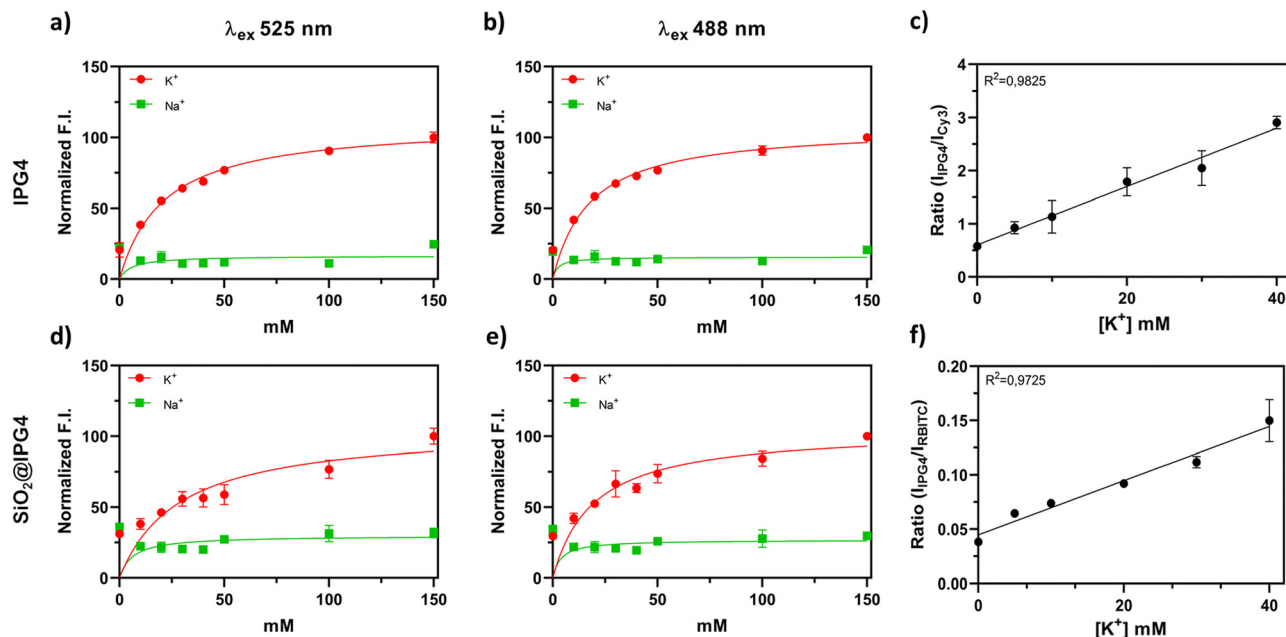 a)
λex 525 nm
b)
λex 488 nm
c)
IPG4
Normalized F.I.
150
100
50
0
K+
Na+
0 50 100 150
mM
Normalized F.I.
150
100
50
0
K+
Na+
0 50 100 150
mM
Ratio (IIPG4/ICy3)
4
3
2
1
0
R2=0,9825
0 20 40
[K+] mM
d)
e)
f)
SiO2@IPG4
Normalized F.I.
150
100
50
0
K+
Na+
0 50 100 150
mM
Normalized F.I.
150
100
50
0
K+
Na+
0 50 100 150
mM
Ratio (IIPG4/IRBITC)
0.20
0.15
0.10
0.05
0.00
R2=0,9725
0 20 40
[K+] mM